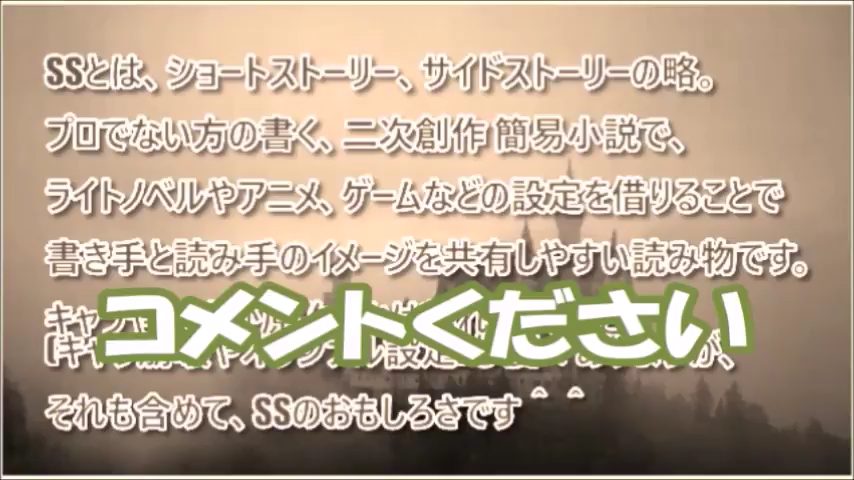 SSとは、ショートストーリー、サイドストーリーの略。
プロでない方の書く、二次創作 簡易小説で、
ライトノベルやアニメ、ゲームなどの設定を借りることで
書き手と読み手のイメージを共有しやすい読み物です。
コメントください
それも含めて、SSのおもしろさです＾＾